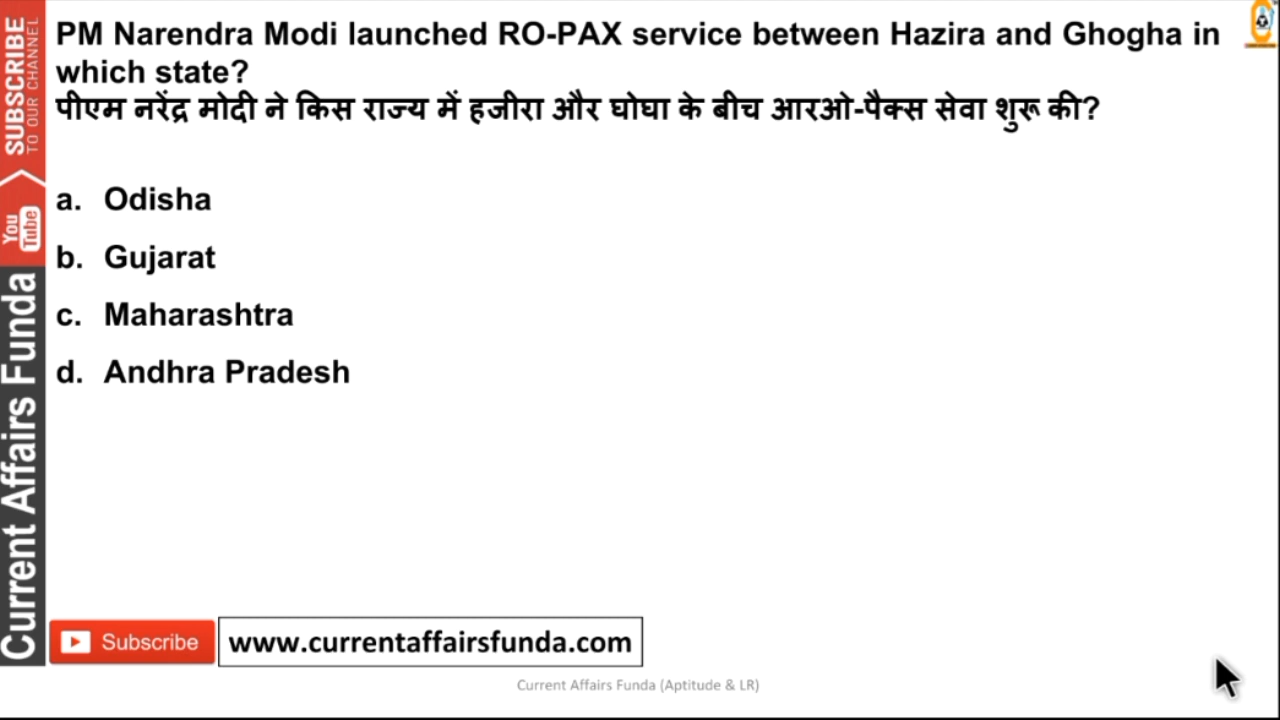 PM Narendra Modi launched RO-PAX service between Hazira and Ghogha in
which state?
पीएम नरेंद्र मोदी ने किस राज्य में हजीरा और घोघा के बीच आरओ-पैक्स सेवा शुरू की?
a. Odisha
b. Gujarat
c. Maharashtra
d. Andhra Pradesh
SUBSCRIBE
TO OUR CHANNEL
You
Tube
Current Affairs Funda
Subscribe
www.currentaffairsfunda.com
Current Affairs Funda (Aptitude & LR)